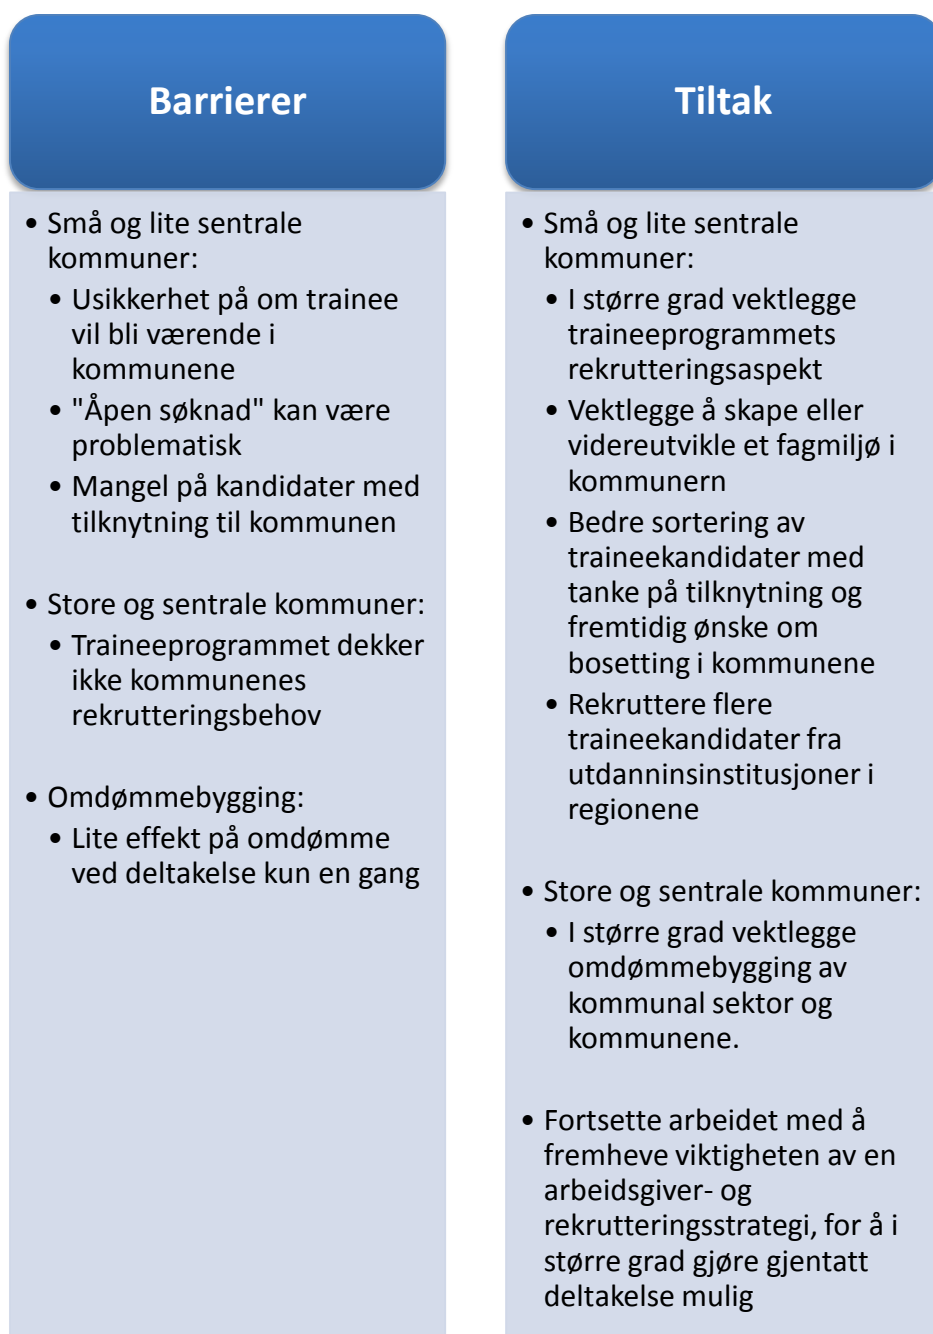 Barrierer
• Små og lite sentrale
kommuner:
• Usikkerhet på om trainee
vil bli værende i
kommunene
• "Åpen søknad" kan være
problematisk
• Mangel på kandidater med
tilknytning til kommunen
• Store og sentrale kommuner:
• Traineeprogrammet dekker
ikke kommunenes
rekrutteringsbehov
• Omdømmebygging:
• Lite effekt på omdømme
ved deltakelse kun en gang
Tiltak
• Små og lite sentrale
kommuner:
• I større grad vektlegge
traineeprogrammets
rekrutteringsaspekt
• Vektlegge å skape eller
videreutvikle et fagmiljø i
kommunern
• Bedre sortering av
traineekandidater med
tanke på tilknytning og
fremtidig ønske om
bosetting i kommunene
• Rekruttere flere
traineekandidater fra
utdanninsinstitusjoner i
regionene
• Store og sentrale kommuner:
• I større grad vektlegge
omdømmebygging av
kommunal sektor og
kommunene.
• Fortsette arbeidet med å
fremheve viktigheten av en
arbeidsgiver- og
rekrutteringsstrategi, for å i
større grad gjøre gjentatt
deltakelse mulig